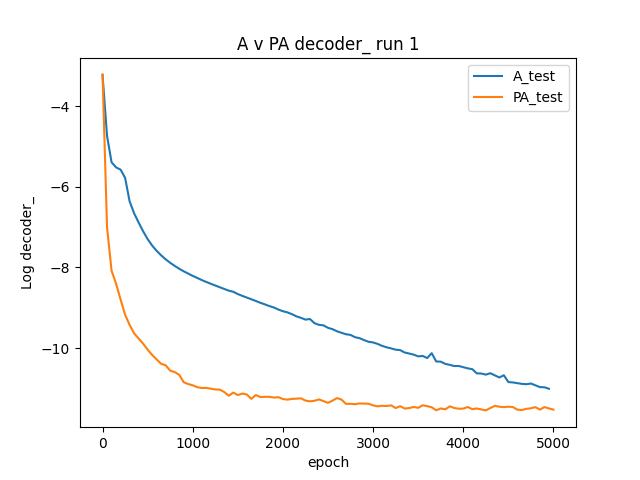 A v PA decoder_ run 1
A_test
PA_test
Log decoder_
−4
−6
−8
−10
0
1000
2000
3000
4000
5000
epoch